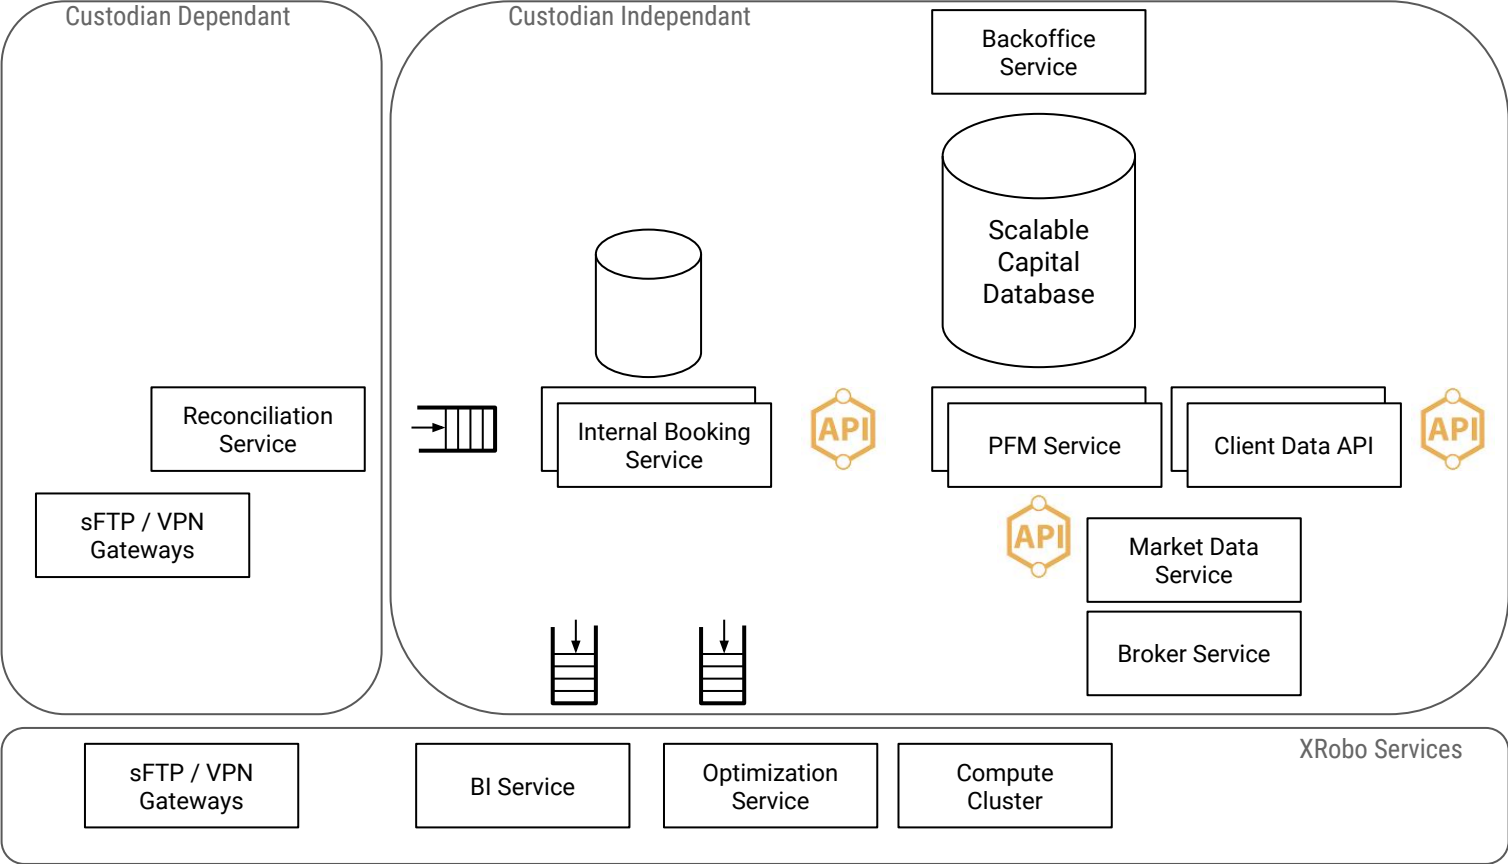 Custodian Dependant
Custodian Independant
Backoffice
Service
Scalable
Capital
Database
Reconciliation
Service
Internal Booking
Service
API
PFM Service
Client Data API
API
sFTP / VPN
Gateways
API
Market Data
Service
Broker Service
XRobo Services
sFTP / VPN
Gateways
BI Service
Optimization
Service
Compute
Cluster